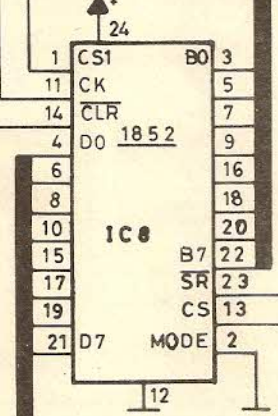 24
1 CS1 B0 3
11 CK 5
14 CLR 7
4 D0 1852 9
6 16
8 18
10 20
IC8
15 B7 22
17 SR 23
19 CS 13
21 D7 MODE 2
12